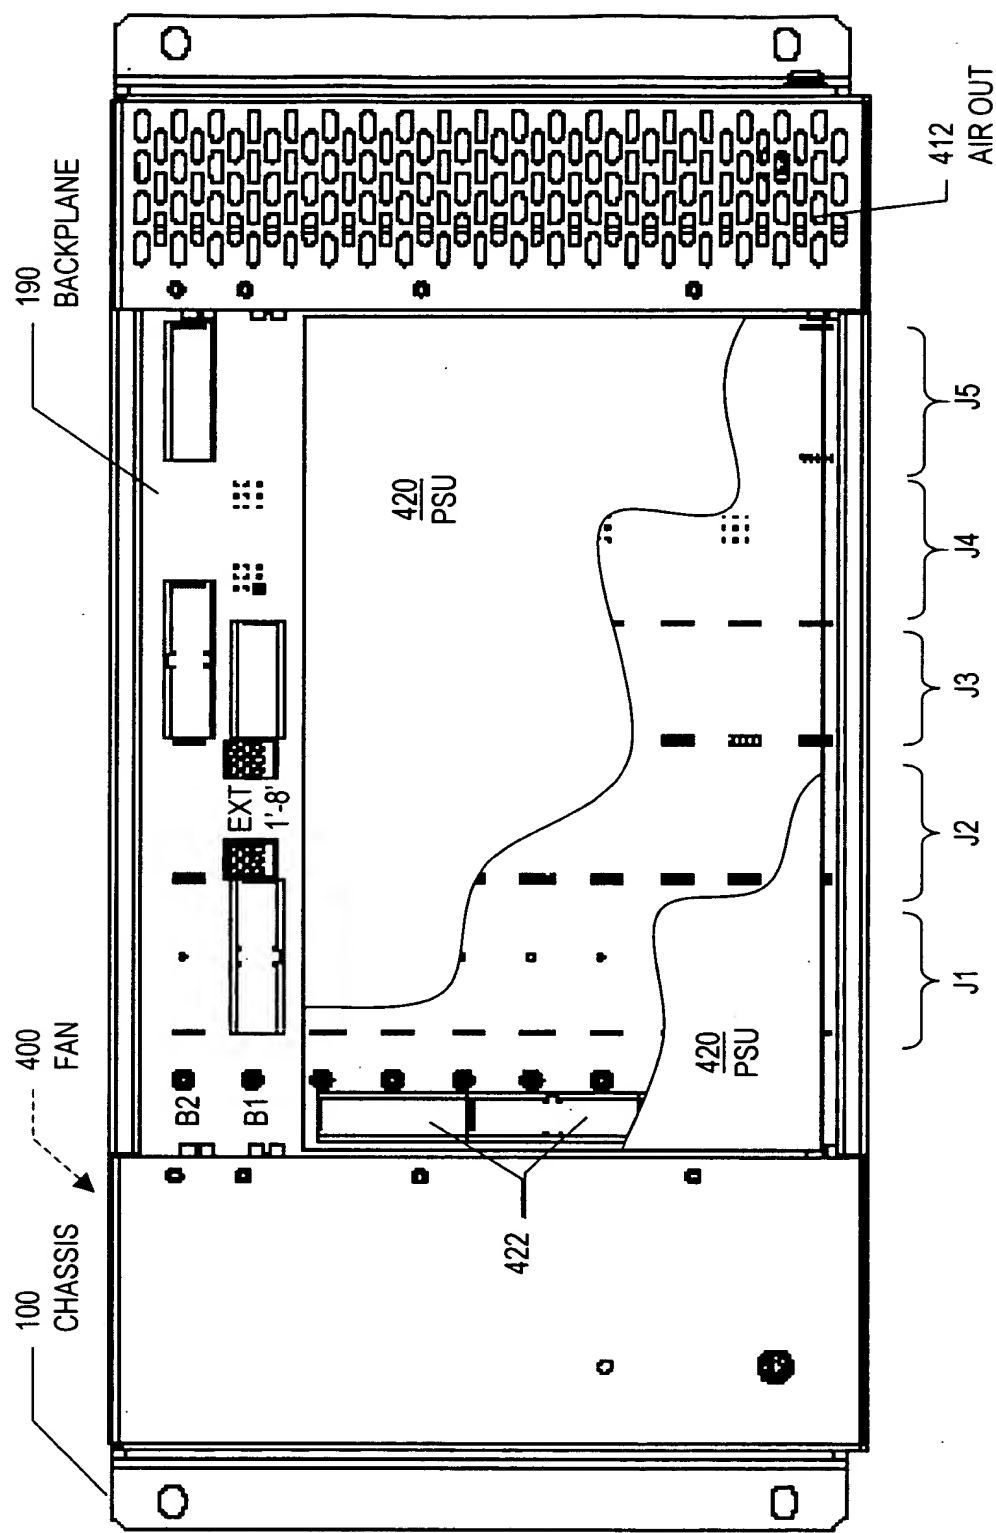 100
CHASSIS
400
FAN
190
BACKPLANE
B2
B1
EXT
1'-8'
420
PSU
420
PSU
422
412
AIR OUT
J1
J2
J3
J4
J5